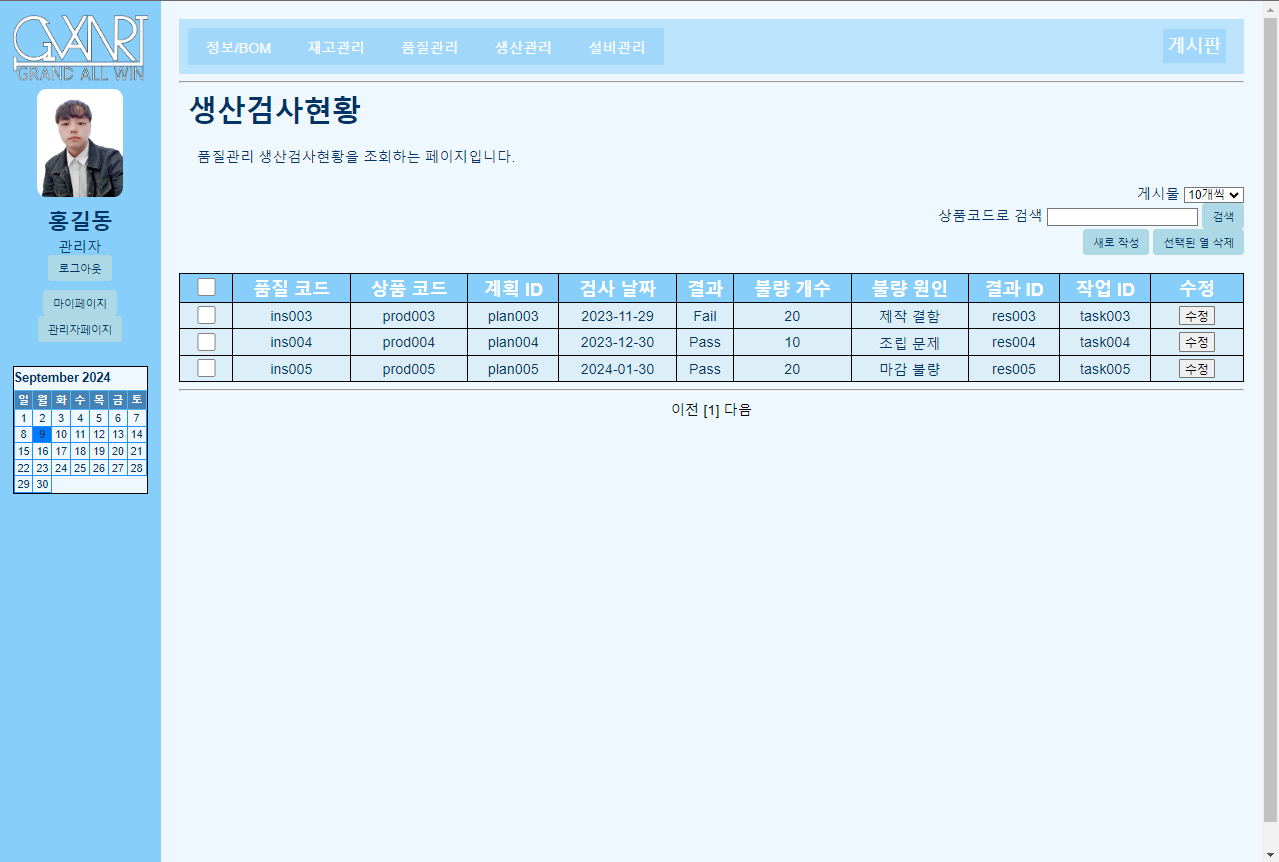 GVXNRT
GRAND ALL WIN
홍길동
관리자
로그아웃
마이페이지
관리자페이지
September 2024
일 월 화 수 목 금 토
1 2 3 4 5 6 7
8 9 10 11 12 13 14
15 16 17 18 19 20 21
22 23 24 25 26 27 28
29 30
정보/BOM 재고관리 품질관리 생산관리 설비관리 게시판
생산검사현황
품질관리 생산검사현황을 조회하는 페이지입니다.
게시물 10개씩
상품코드로 검색 검색
새로 작성 선택된 열 삭제
품질 코드 상품 코드 계획 ID 검사 날짜 결과 불량 개수 불량 원인 결과 ID 작업 ID 수정
ins003 prod003 plan003 2023-11-29 Fail 20 제작 결함 res003 task003 수정
ins004 prod004 plan004 2023-12-30 Pass 10 조립 문제 res004 task004 수정
ins005 prod005 plan005 2024-01-30 Pass 20 마감 불량 res005 task005 수정
이전 [1] 다음